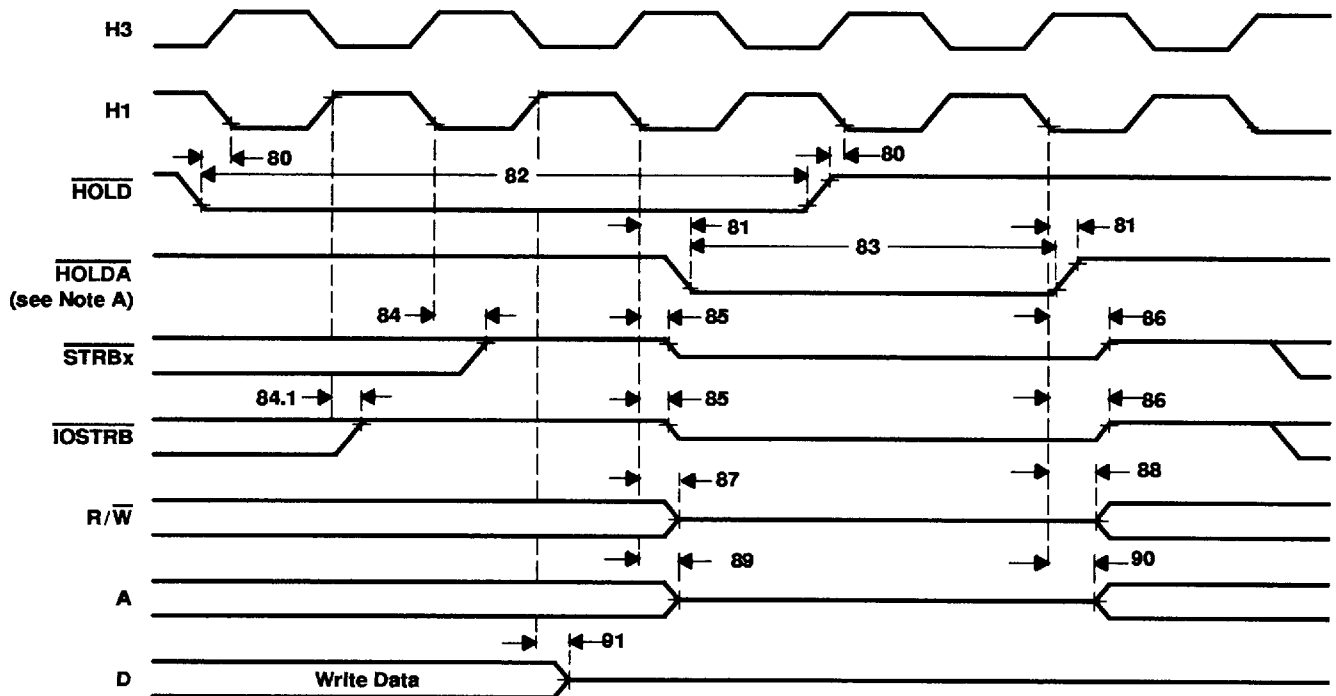 H3
H1
80
80
HOLD
82
81
81
HOLDA
(see Note A)
83
84
85
86
STRBx
84.1
85
86
IOSTRB
87
88
R/W
89
90
A
91
D
Write Data